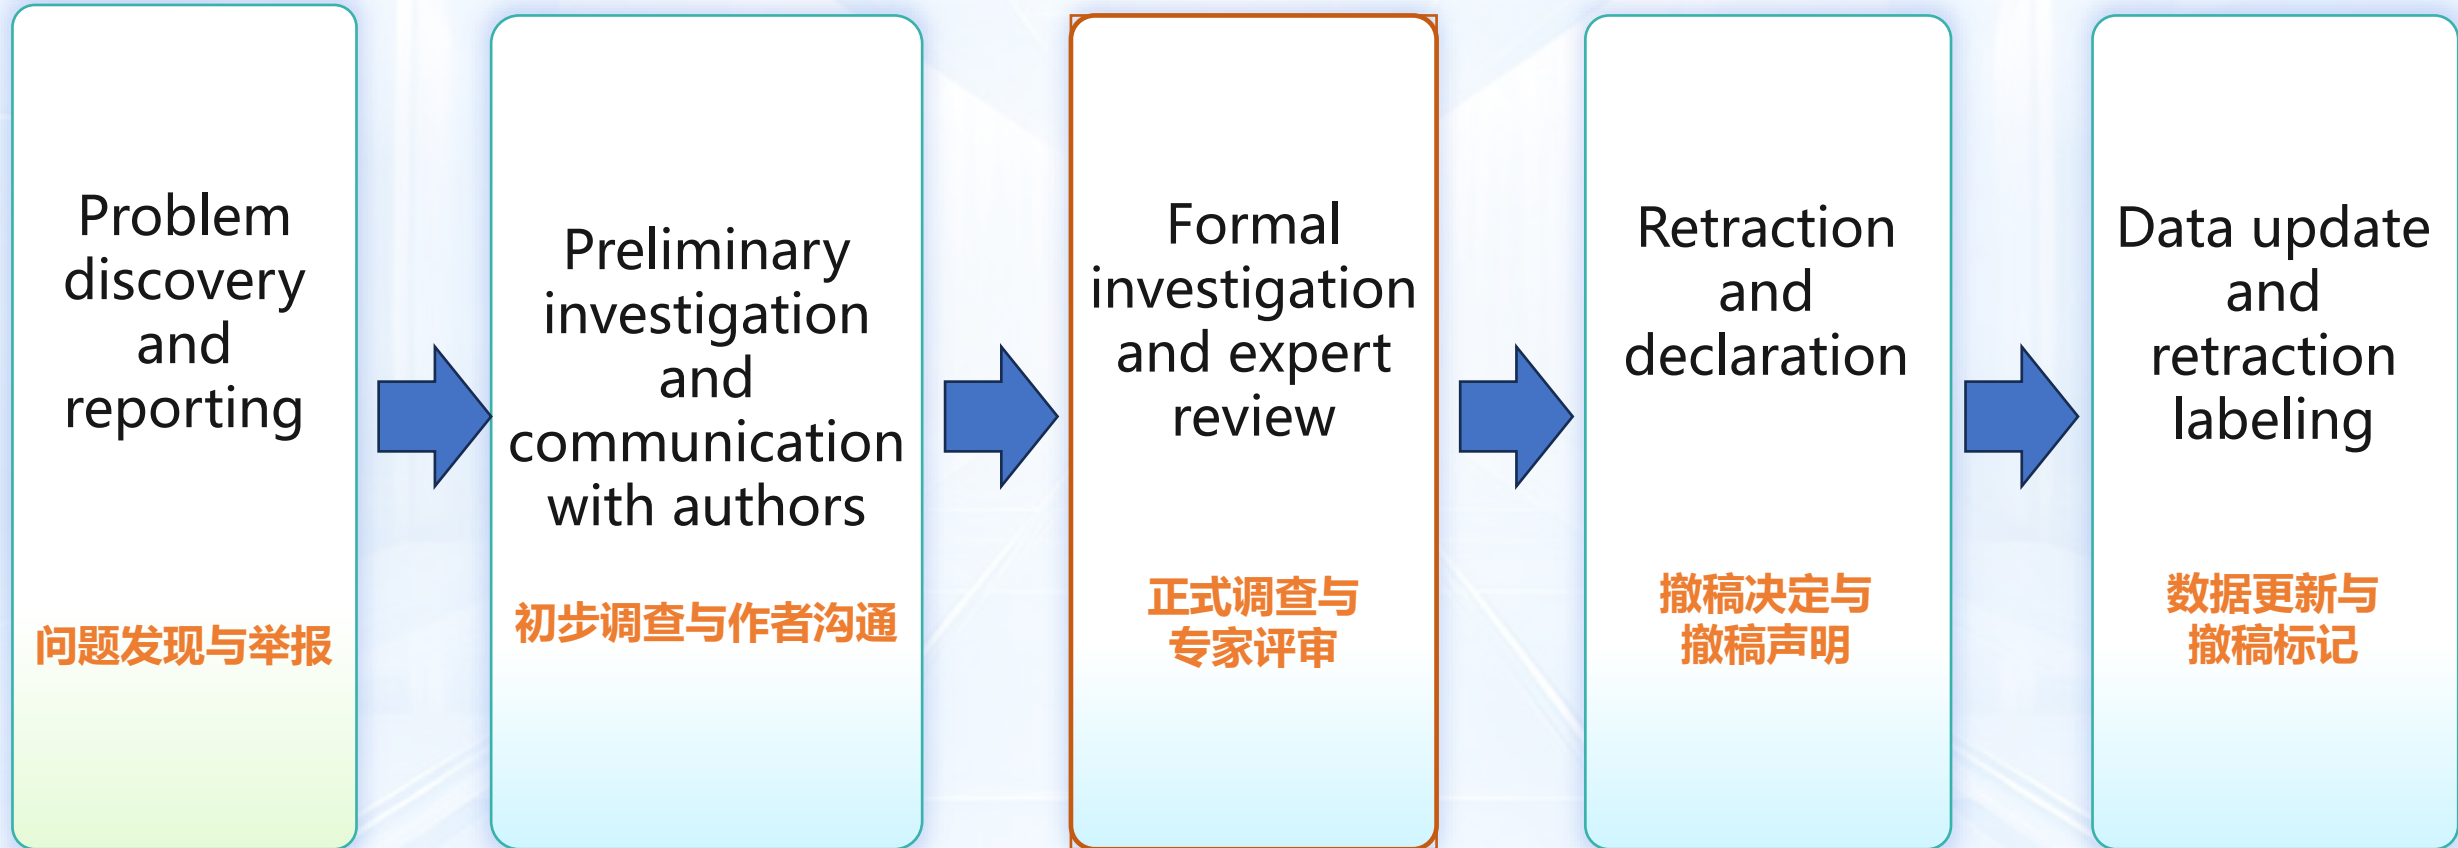 Problem
discovery
and
reporting
问题发现与举报
Preliminary
investigation
and
communication
with authors
初步调查与作者沟通
Formal
investigation
and expert
review
正式调查与
专家评审
Retraction
and
declaration
撤稿决定与
撤稿声明
Data update
and
retraction
labeling
数据更新与
撤稿标记